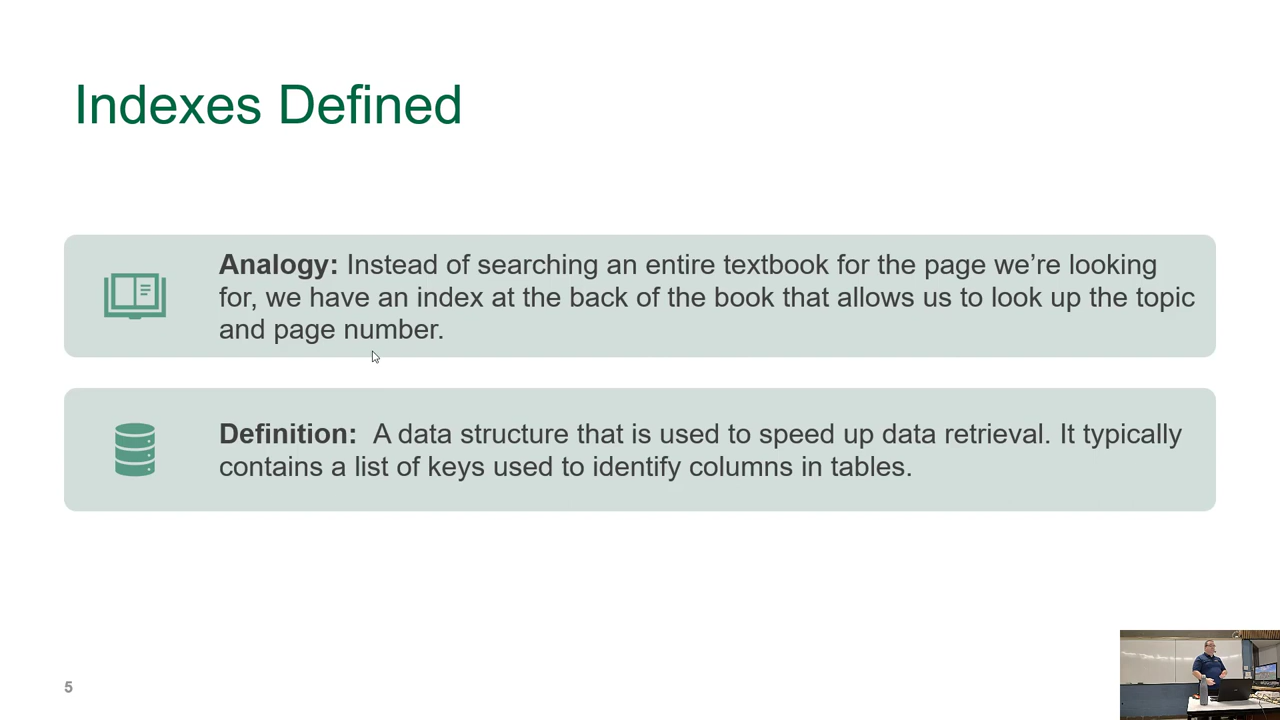 Indexes Defined
Analogy: Instead of searching an entire textbook for the page we’re looking
for, we have an index at the back of the book that allows us to look up the topic
and page number.
Definition:  A data structure that is used to speed up data retrieval. It typically
contains a list of keys used to identify columns in tables.
5